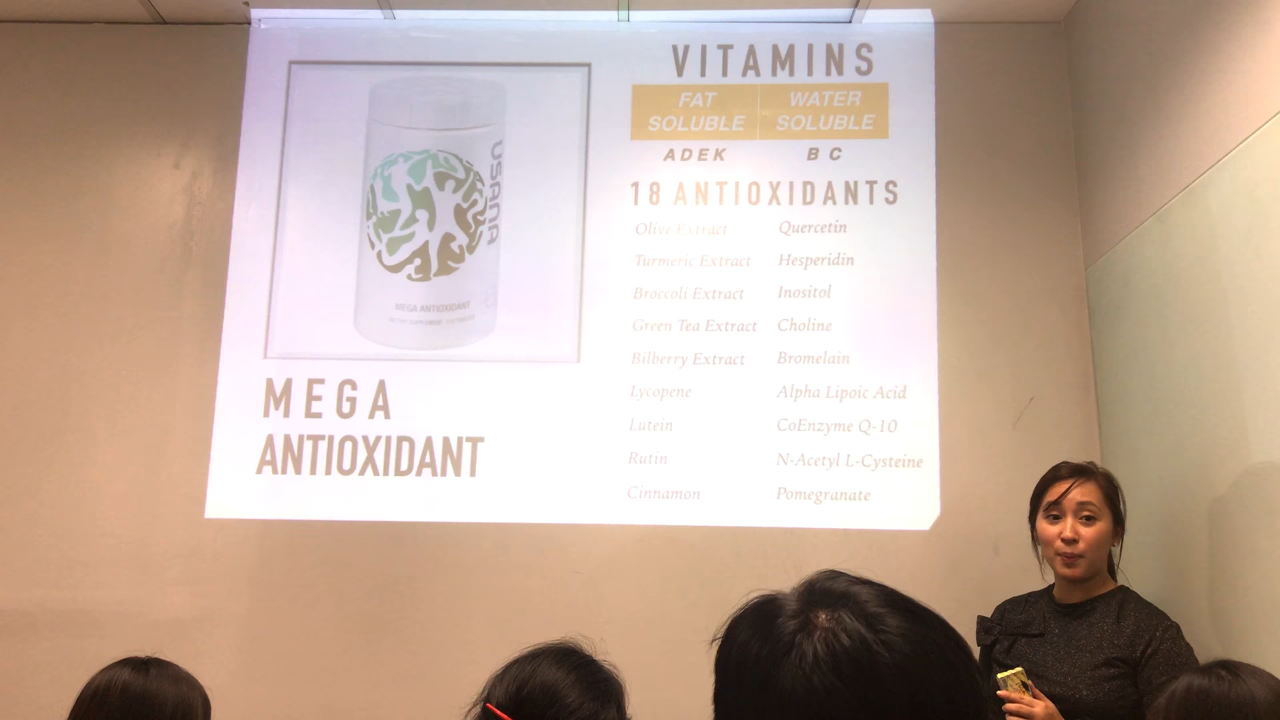 USANA
MEGA ANTIOXIDANT
MEGA
ANTIOXIDANT
VITAMINS
FAT
SOLUBLE
WATER
SOLUBLE
ADEK
B C
18 ANTIOXIDANTS
Olive Extract
Turmeric Extract
Broccoli Extract
Green Tea Extract
Bilberry Extract
Lycopene
Lutein
Rutin
Cinnamon
Quercetin
Hesperidin
Inositol
Choline
Bromelain
Alpha Lipoic Acid
CoEnzyme Q-10
N-Acetyl L-Cysteine
Pomegranate